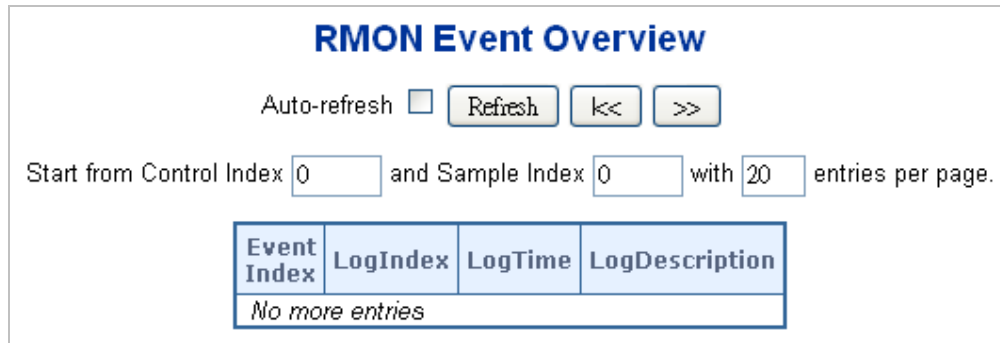 RMON Event Overview
Auto-refresh Refresh |<< >>
Start from Control Index 0 and Sample Index 0 with 20 entries per page.
Event Index LogIndex LogTime LogDescription
No more entries